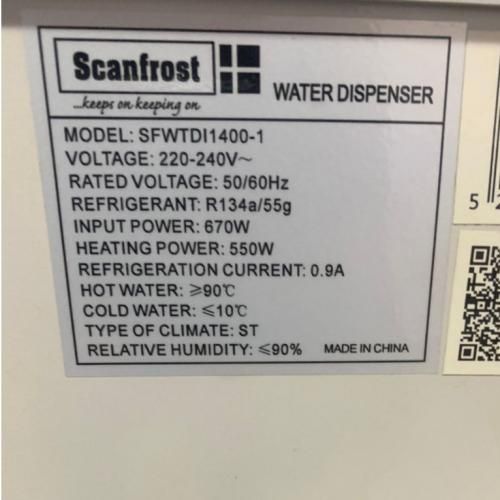 Scanfrost
...keeps on keeping on
WATER DISPENSER
MODEL: SFWTDI1400-1
VOLTAGE: 220-240V~
RATED VOLTAGE: 50/60Hz
REFRIGERANT: R134a/55g
INPUT POWER: 670W
HEATING POWER: 550W
REFRIGERATION CURRENT: 0.9A
HOT WATER: ≥90℃
COLD WATER: ≤10℃
TYPE OF CLIMATE: ST
RELATIVE HUMIDITY: ≤90% MADE IN CHINA
5